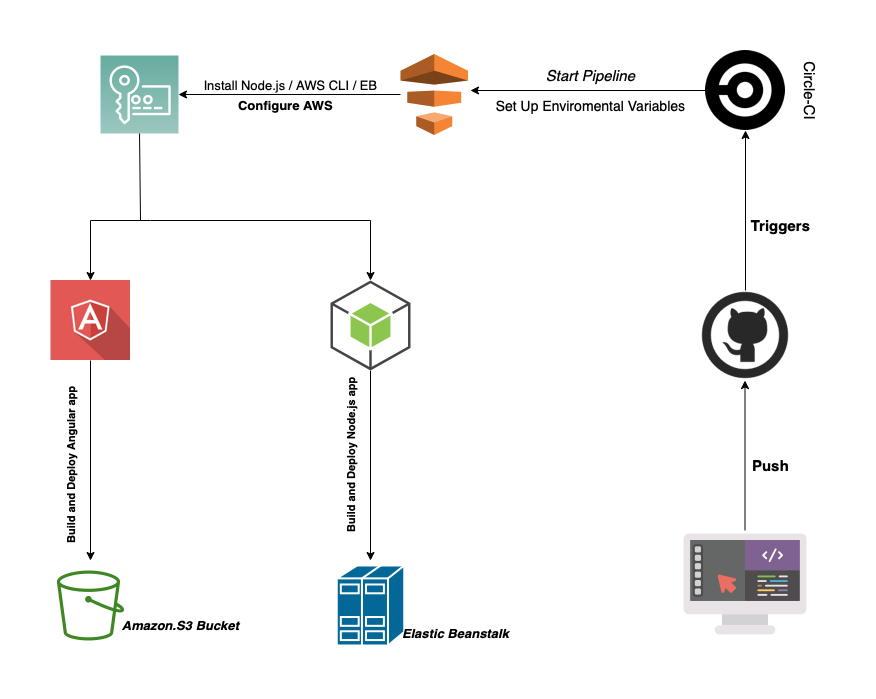 Install Node.js / AWS CLI / EB
Configure AWS
Start Pipeline
Set Up Enviromental Variables
Circle-CI
Triggers
Push
Build and Deploy Angular app
Build and Deploy Node.js app
Amazon.S3 Bucket
Elastic Beanstalk